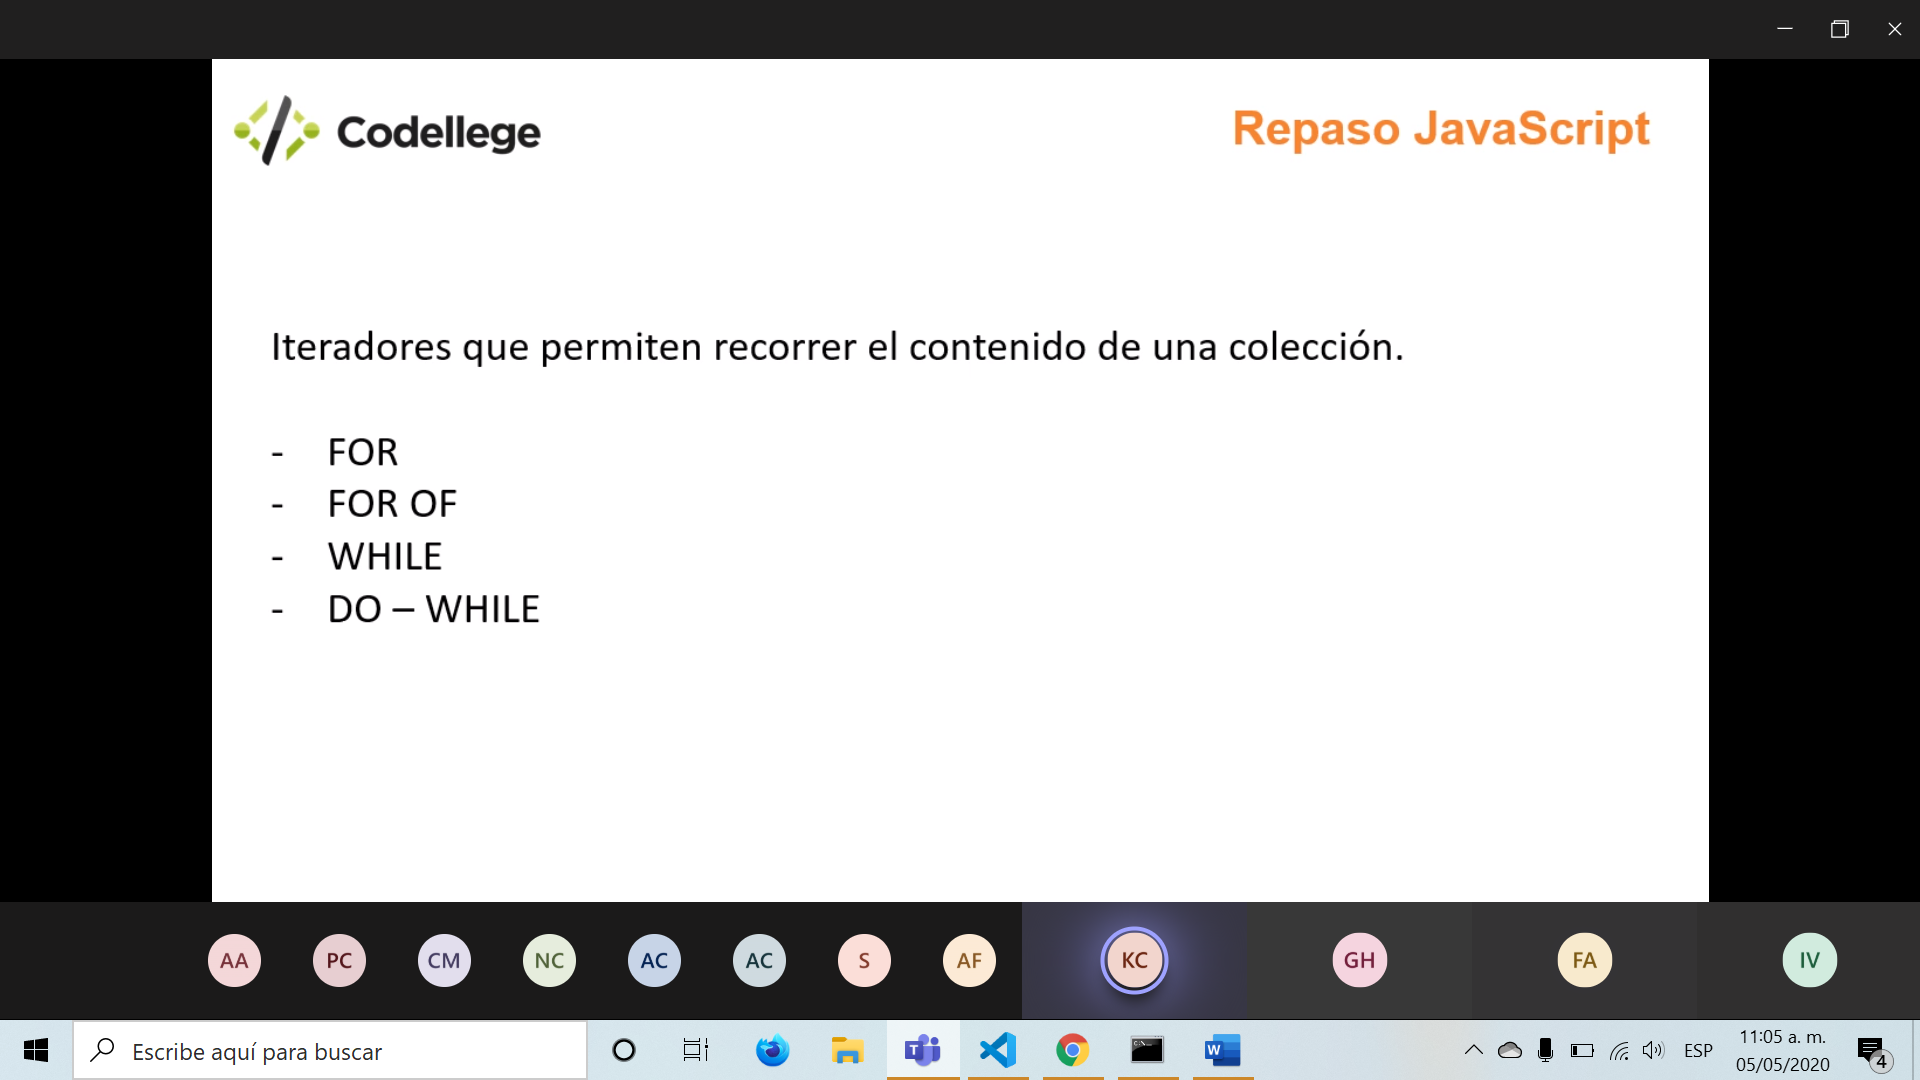 Codellege
Repaso JavaScript
Iteradores que permiten recorrer el contenido de una colección.
- FOR
- FOR OF
- WHILE
- DO – WHILE
AA PC CM NC AC AC S AF KC GH FA IV
Escribe aquí para buscar
ESP
11:05 a. m.
05/05/2020
4